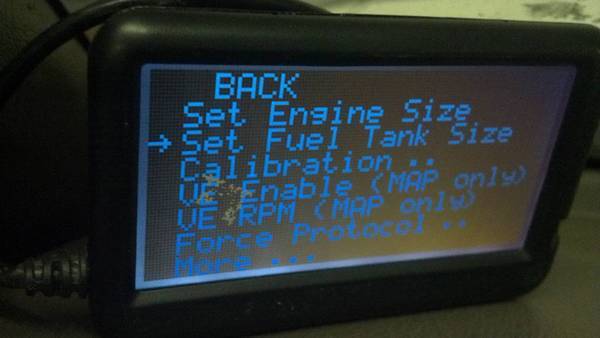 BACK
Set Engine Size
→ Set Fuel Tank Size
Calibration ..
VE Enable (MAP only)
VE RPM (MAP only)
Force Protocol ..
More ...